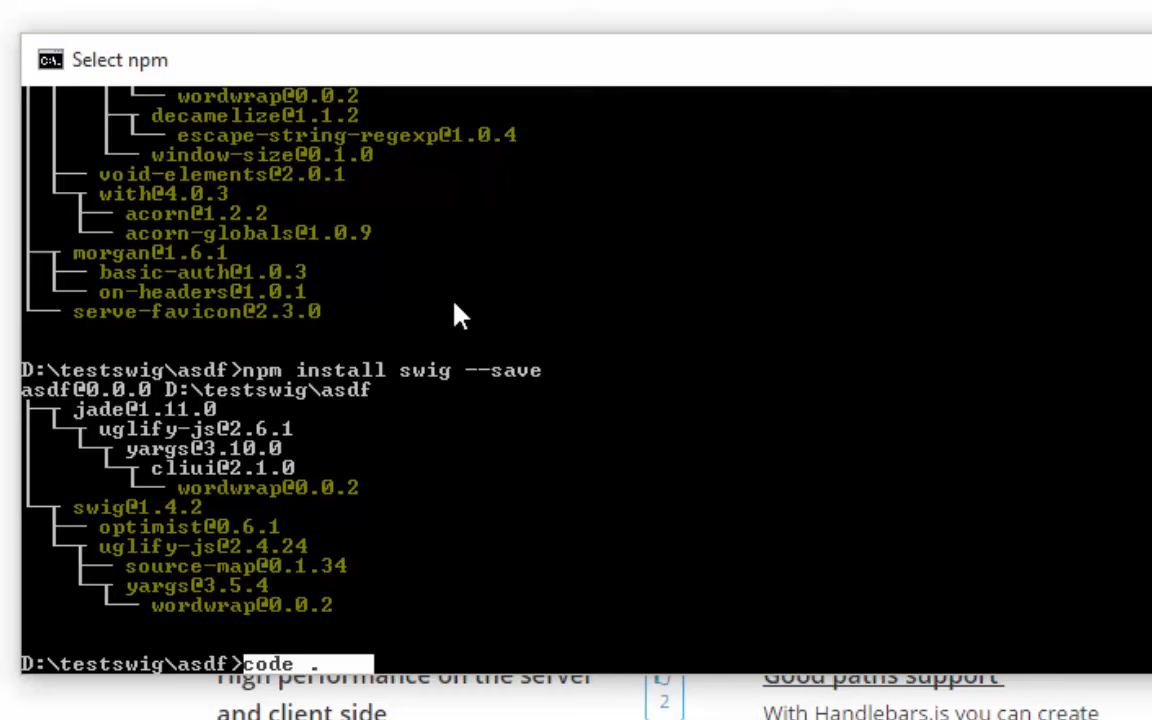 Select npm
wordwrap@0.0.2
decamelize@1.1.2
escape-string-regexp@1.0.4
window-size@0.1.0
void-elements@2.0.1
with@4.0.3
acorn@1.2.2
acorn-globals@1.0.9
morgan@1.6.1
basic-auth@1.0.3
on-headers@1.0.1
serve-favicon@2.3.0
D:\testswig\asdf>npm install swig --save
asdf@0.0.0 D:\testswig\asdf
jade@1.11.0
uglify-js@2.6.1
yargs@3.10.0
cliui@2.1.0
wordwrap@0.0.2
swig@1.4.2
optimist@0.6.1
uglify-js@2.4.24
source-map@0.1.34
yargs@3.5.4
wordwrap@0.0.2
D:\testswig\asdf>code .
High performance on the server
and client side
2
Good paths support
With Handlebars.js you can create